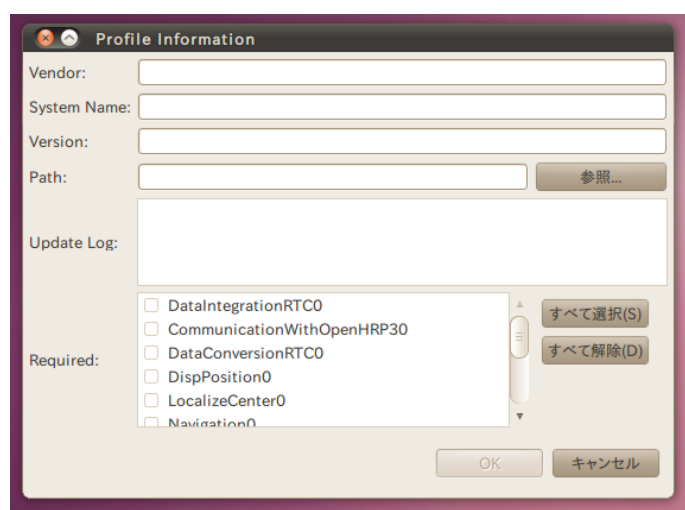 Profile Information
Vendor:
System Name:
Version:
Path:
参照...
Update Log:
Required:
DataIntegrationRTC0
CommunicationWithOpenHRP30
DataConversionRTC0
DispPosition0
LocalizeCenter0
Navigation0
すべて選択(S)
すべて解除(D)
OK
キャンセル